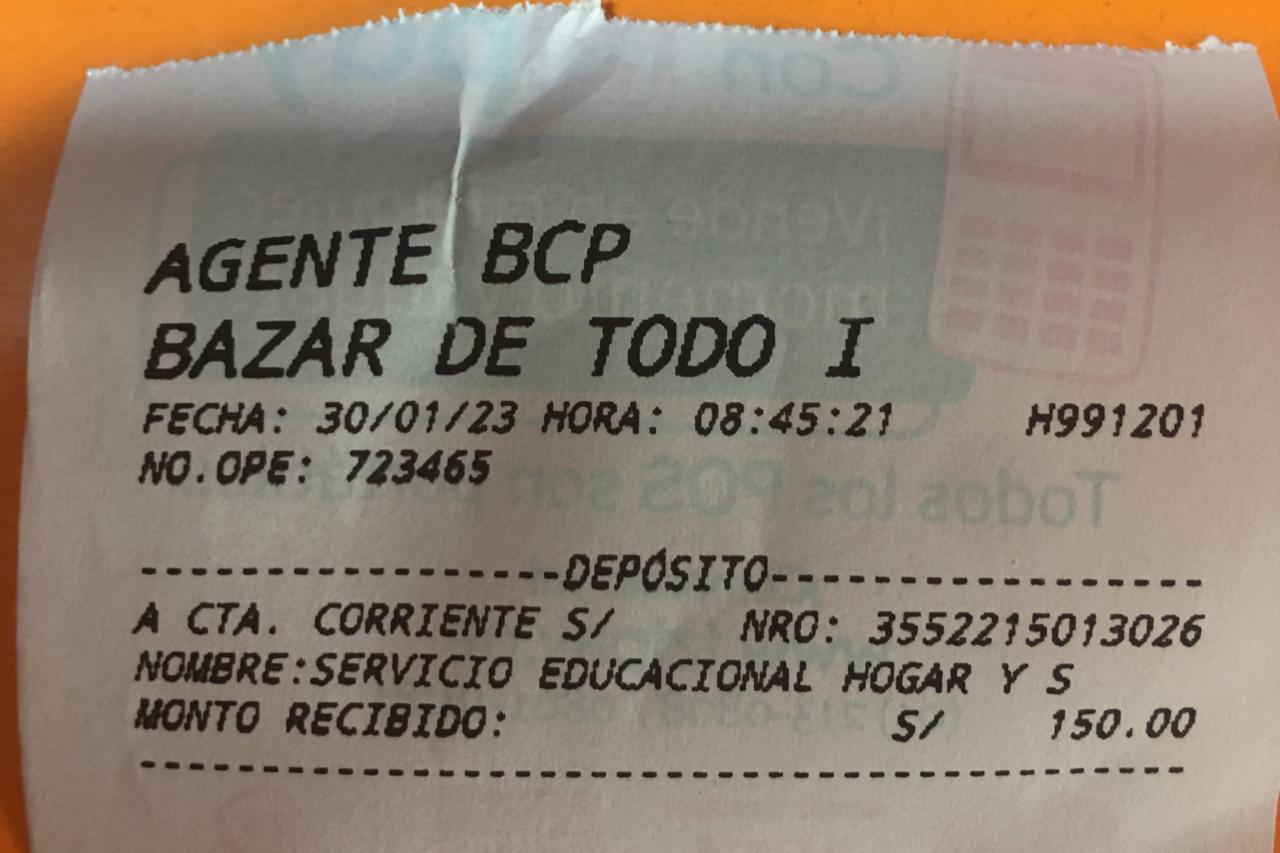 AGENTE BCP
BAZAR DE TODO I
FECHA: 30/01/23 HORA: 08:45:21 H991201
NO.OPE: 723465
------------------DEPÓSITO------------------
A CTA. CORRIENTE S/ NRO: 3552215013026
NOMBRE:SERVICIO EDUCACIONAL HOGAR Y S
MONTO RECIBIDO: S/ 150.00
--------------------------------------------